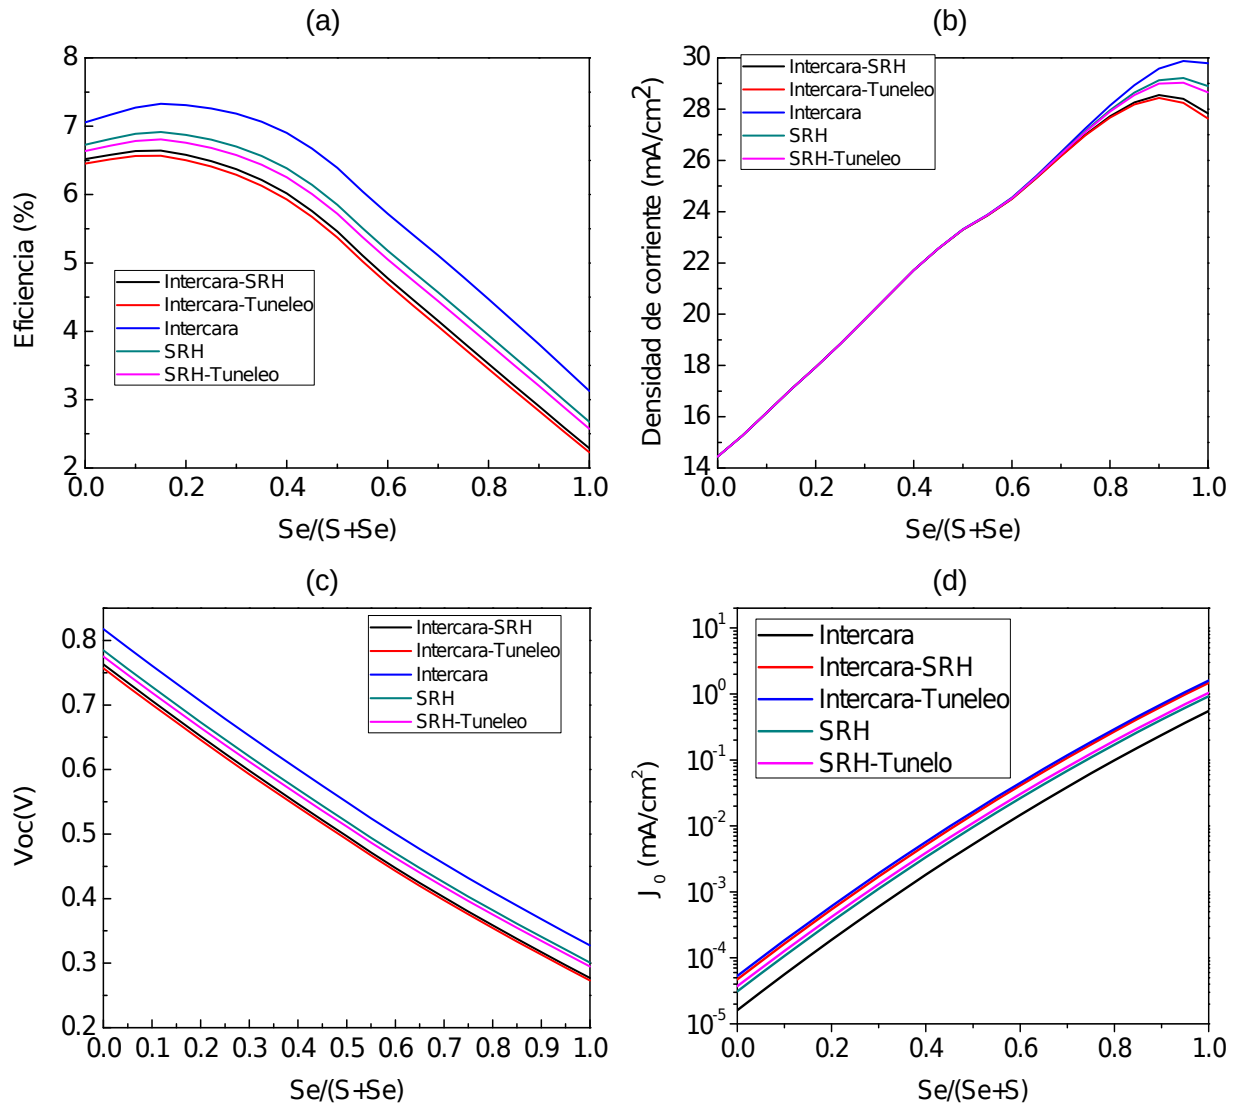 (a)
8
7
6
5
4
3
2
Eficiencia (%)
Intercara-SRH
Intercara-Tuneleo
Intercara
SRH
SRH-Tuneleo
0.0 0.2 0.4 0.6 0.8 1.0
Se/(S+Se)
(b)
30
28
26
24
22
20
18
16
14
Densidad de corriente (mA/cm2)
Intercara-SRH
Intercara-Tuneleo
Intercara
SRH
SRH-Tuneleo
0.0 0.2 0.4 0.6 0.8 1.0
Se/(S+Se)
(c)
0.8
0.7
0.6
0.5
0.4
0.3
0.2
Voc(V)
Intercara-SRH
Intercara-Tuneleo
Intercara
SRH
SRH-Tuneleo
0.0 0.1 0.2 0.3 0.4 0.5 0.6 0.7 0.8 0.9 1.0
Se/(S+Se)
(d)
10^1
10^0
10^-1
10^-2
10^-3
10^-4
10^-5
J_0 (mA/cm^2)
Intercara
Intercara-SRH
Intercara-Tuneleo
SRH
SRH-Tunelo
0.0 0.2 0.4 0.6 0.8 1.0
Se/(Se+S)